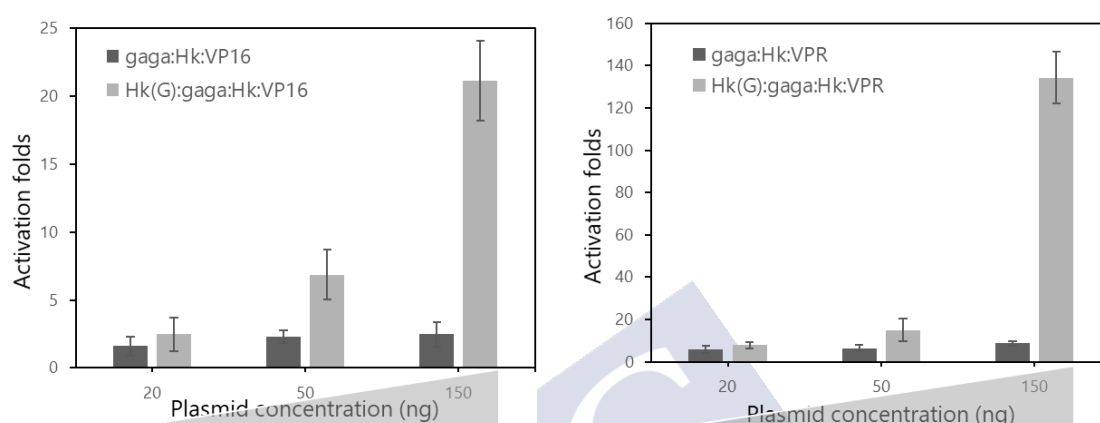 25
20
15
10
5
0
Activation folds
gaga:Hk:VP16
Hk(G):gaga:Hk:VP16
20 50 150
Plasmid concentration (ng)
160
140
120
100
80
60
40
20
0
Activation folds
gaga:Hk:VPR
Hk(G):gaga:Hk:VPR
20 50 150
Plasmid concentration (ng)